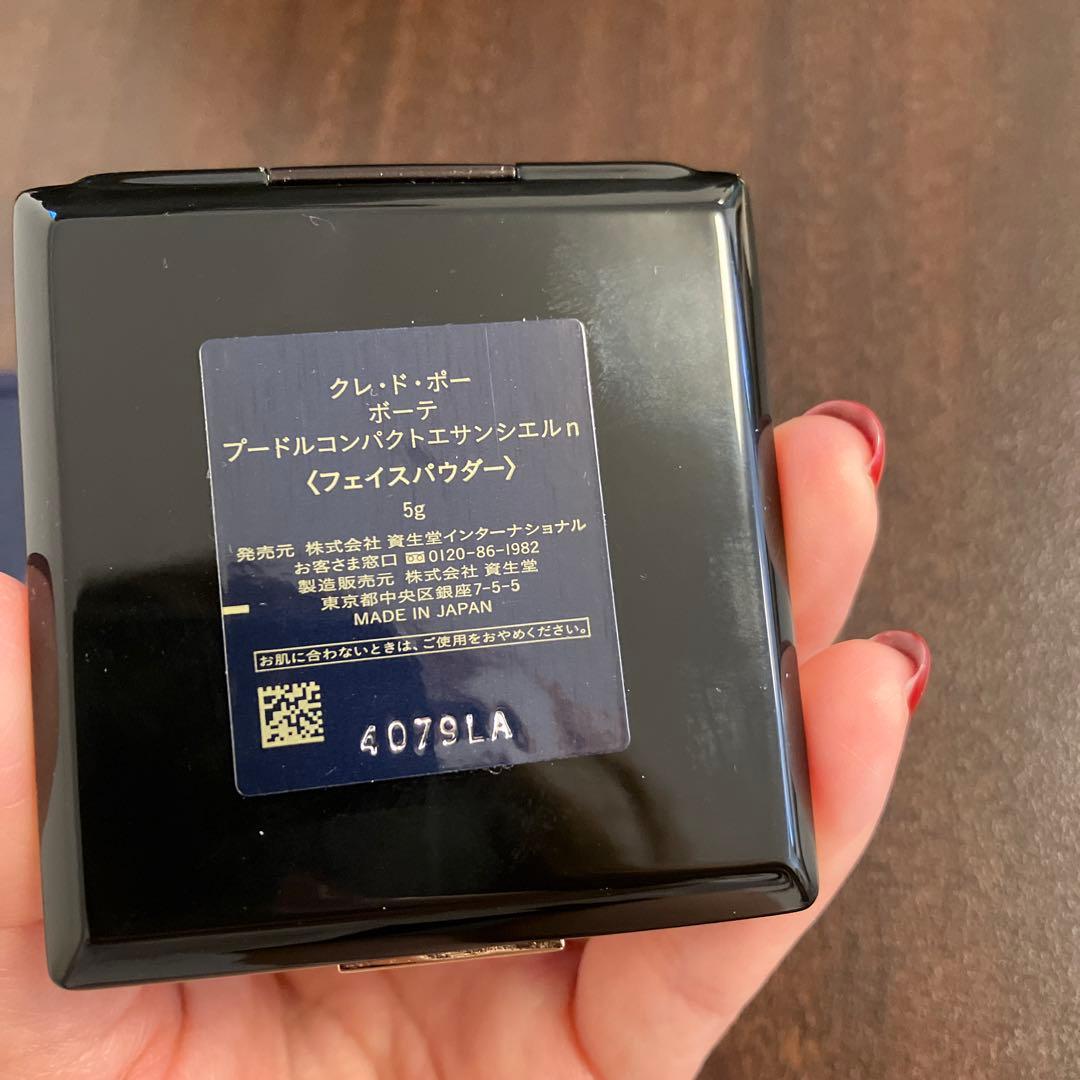 クレ・ド・ポー
ボーテ
プードルコンパクトエサンシエルn
〈フェイスパウダー〉
5g
発売元 株式会社 資生堂インターナショナル
お客さま窓口 0120-86-1982
製造販売元 株式会社 資生堂
東京都中央区銀座7-5-5
MADE IN JAPAN
お肌に合わないときは、ご使用をおやめください。
4079LA